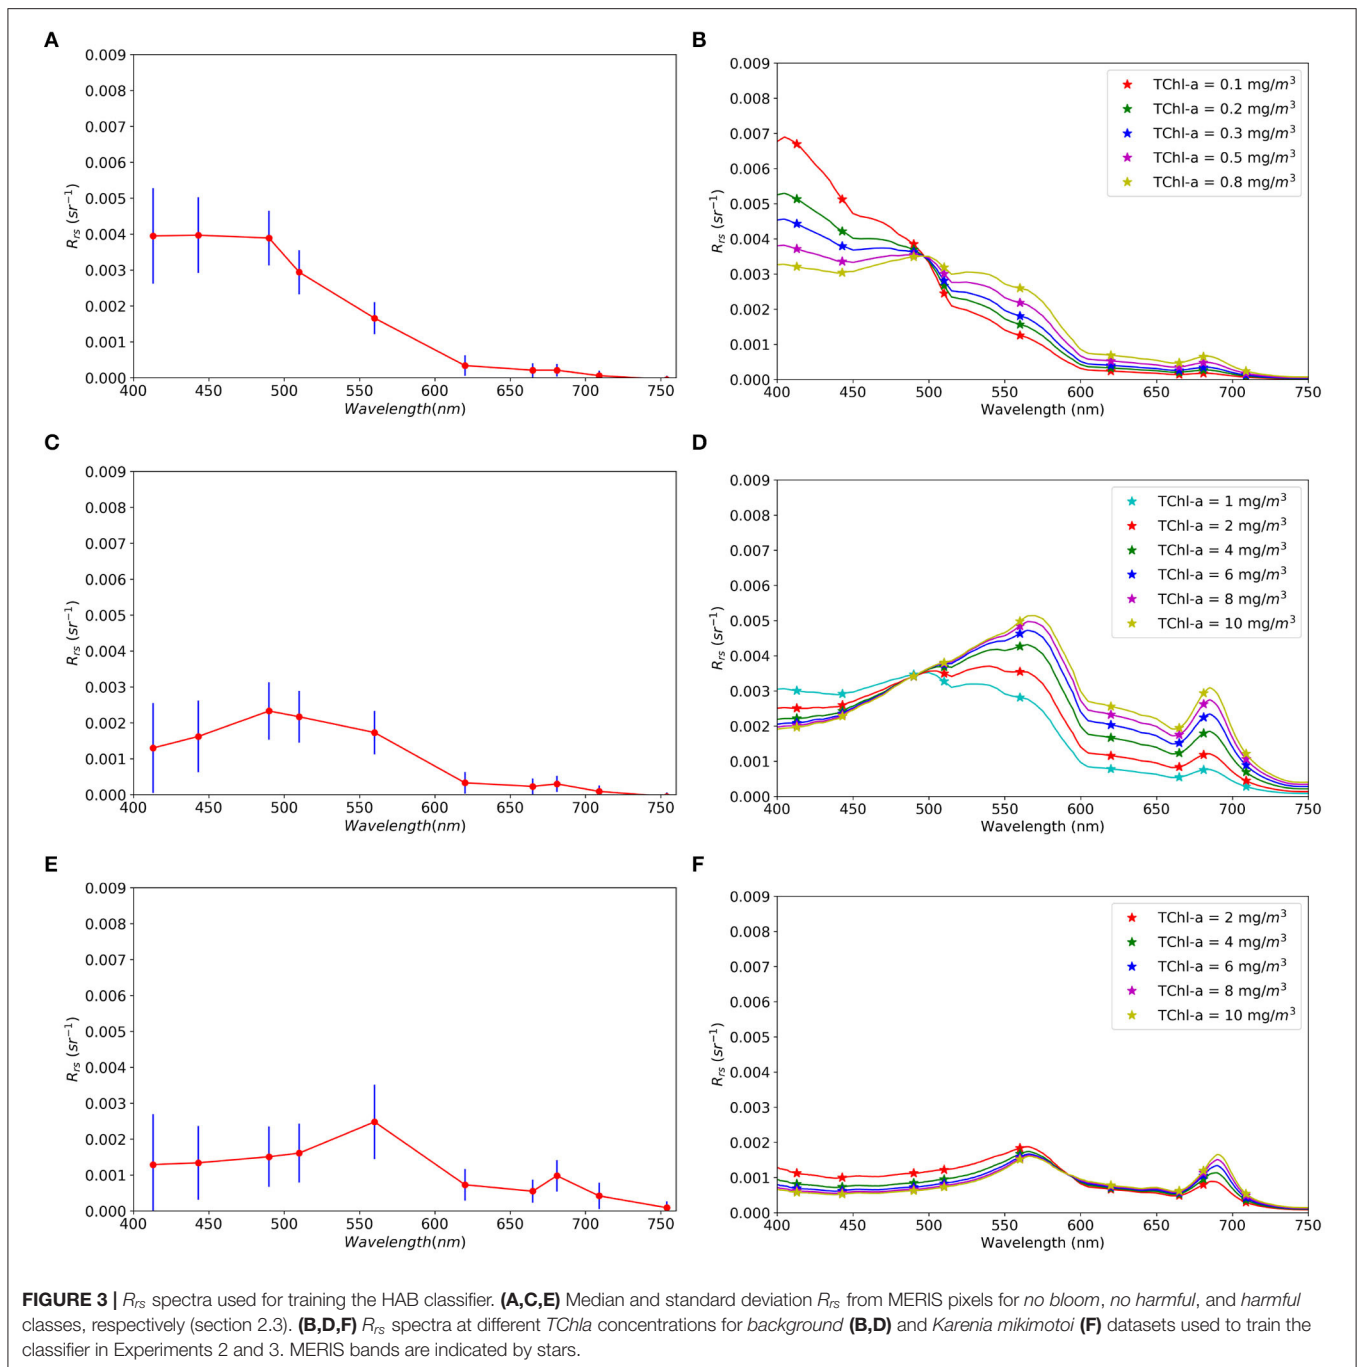 A
0.009
0.008
0.007
0.006
0.005
0.004
0.003
0.002
0.001
0.000
400 450 500 550 600 650 700 750
Rrs (sr−1)
Wavelength(nm)
B
0.009
0.008
0.007
0.006
0.005
0.004
0.003
0.002
0.001
0.000
400 450 500 550 600 650 700 750
Rrs (sr−1)
Wavelength (nm)
TChl-a = 0.1 mg/m3
TChl-a = 0.2 mg/m3
TChl-a = 0.3 mg/m3
TChl-a = 0.5 mg/m3
TChl-a = 0.8 mg/m3
C
0.009
0.008
0.007
0.006
0.005
0.004
0.003
0.002
0.001
0.000
400 450 500 550 600 650 700 750
Rrs (sr−1)
Wavelength(nm)
D
0.009
0.008
0.007
0.006
0.005
0.004
0.003
0.002
0.001
0.000
400 450 500 550 600 650 700 750
Rrs (sr−1)
Wavelength (nm)
TChl-a = 1 mg/m3
TChl-a = 2 mg/m3
TChl-a = 4 mg/m3
TChl-a = 6 mg/m3
TChl-a = 8 mg/m3
TChl-a = 10 mg/m3
E
0.009
0.008
0.007
0.006
0.005
0.004
0.003
0.002
0.001
0.000
400 450 500 550 600 650 700 750
Rrs (sr−1)
Wavelength(nm)
F
0.009
0.008
0.007
0.006
0.005
0.004
0.003
0.002
0.001
0.000
400 450 500 550 600 650 700 750
Rrs (sr−1)
Wavelength (nm)
TChl-a = 2 mg/m3
TChl-a = 4 mg/m3
TChl-a = 6 mg/m3
TChl-a = 8 mg/m3
TChl-a = 10 mg/m3
FIGURE 3 | Rrs spectra used for training the HAB classifier. (A,C,E) Median and standard deviation Rrs from MERIS pixels for no bloom, no harmful, and harmful
classes, respectively (section 2.3). (B,D,F) Rrs spectra at different TChla concentrations for background (B,D) and Karenia mikimotoi (F) datasets used to train the
classifier in Experiments 2 and 3. MERIS bands are indicated by stars.